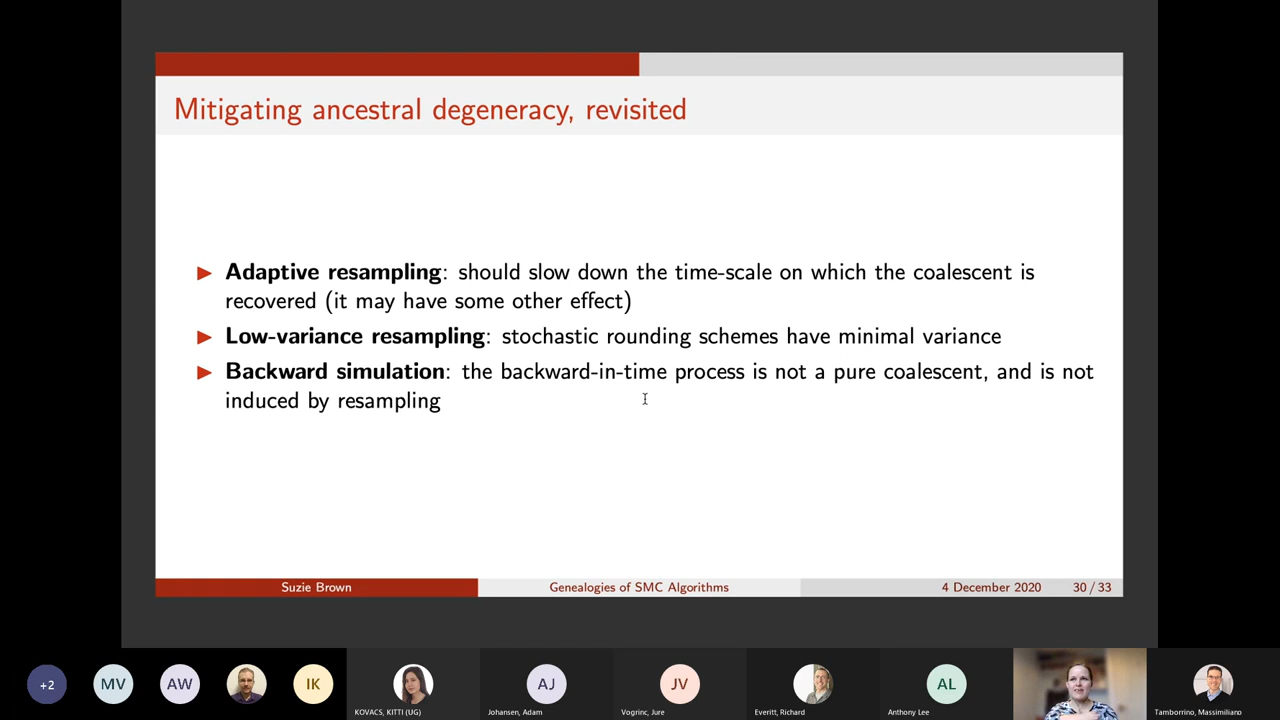 Mitigating ancestral degeneracy, revisited
▶ Adaptive resampling: should slow down the time-scale on which the coalescent is
recovered (it may have some other effect)
▶ Low-variance resampling: stochastic rounding schemes have minimal variance
▶ Backward simulation: the backward-in-time process is not a pure coalescent, and is not
induced by resampling
Suzie Brown Genealogies of SMC Algorithms 4 December 2020 30 / 33
+2 MV AW IK AJ JV AL
KOVACS, KITTI (UG) Johansen, Adam Vogrinc, Jure Everitt, Richard Anthony Lee Tamborrino, Massimiliano